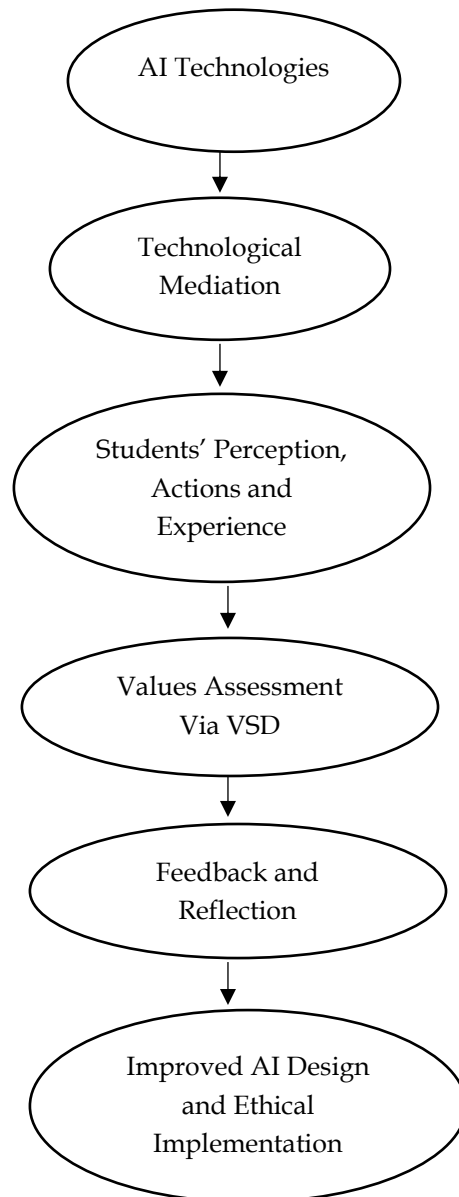 AI Technologies
Technological
Mediation
Students’ Perception,
Actions and
Experience
Values Assessment
Via VSD
Feedback and
Reflection
Improved AI Design
and Ethical
Implementation